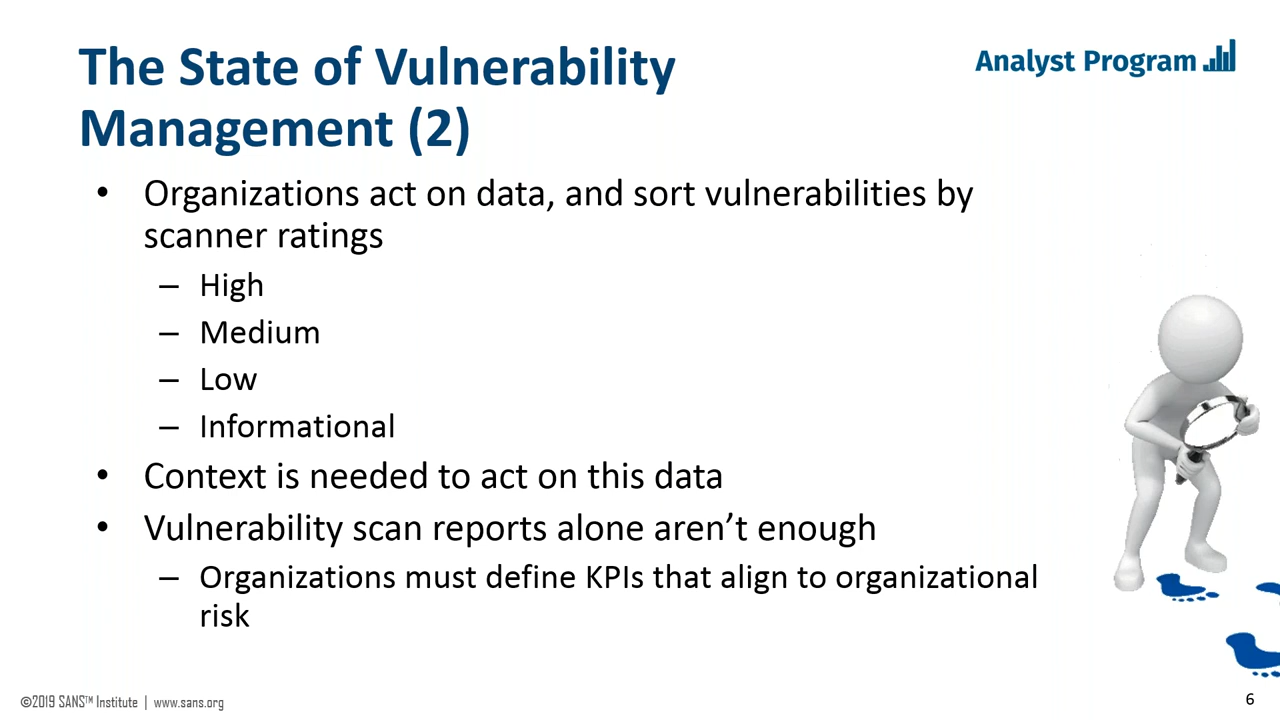 The State of Vulnerability
Management (2)
Analyst Program
• Organizations act on data, and sort vulnerabilities by
scanner ratings
– High
– Medium
– Low
– Informational
• Context is needed to act on this data
• Vulnerability scan reports alone aren’t enough
– Organizations must define KPIs that align to organizational
risk
©2019 SANS™ Institute | www.sans.org
6